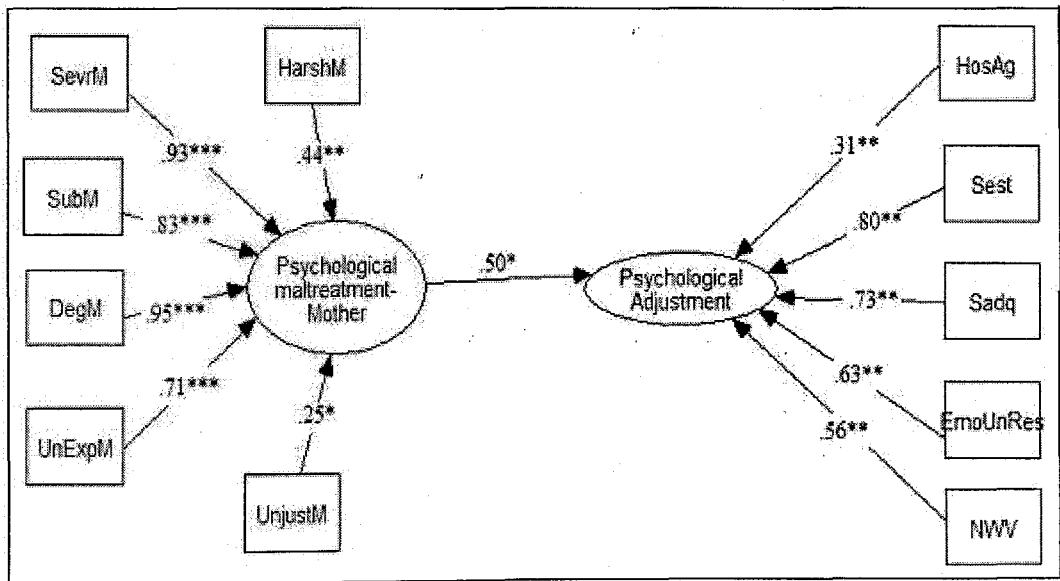 SevrM
HarshM
HosAg
.93***
.44**
.31**
SubM
Sest
.83***
.80**
Psychological
maltreatment-
Mother
.50*
Psychological
Adjustment
DegM
.95***
.73**
Sadq
.71***
.63**
.25*
.56**
UnExpM
EmoUnRes
UnjustM
NWV